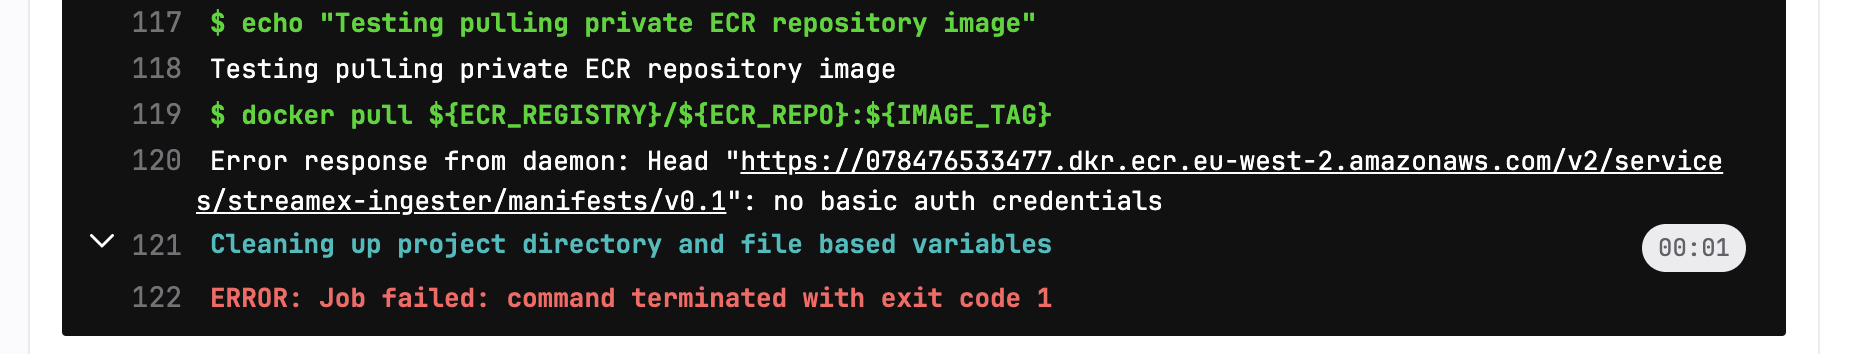 117 $ echo "Testing pulling private ECR repository image"
118 Testing pulling private ECR repository image
119 $ docker pull ${ECR_REGISTRY}/${ECR_REPO}:${IMAGE_TAG}
120 Error response from daemon: Head "https://078476533477.dkr.ecr.eu-west-2.amazonaws.com/v2/service
s/streamex-ingester/manifests/v0.1": no basic auth credentials
121 Cleaning up project directory and file based variables 00:01
122 ERROR: Job failed: command terminated with exit code 1